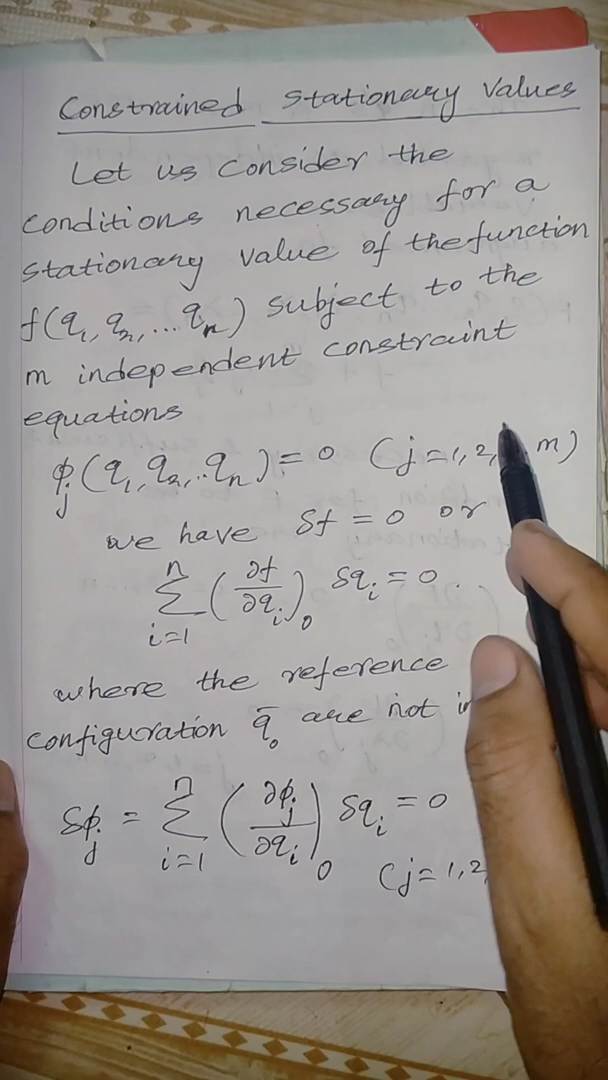 Constrained Stationary Values
Let us consider the
conditions necessary for a
stationary value of the function
f(q₁, q₂, ... qₙ) subject to the
m independent constraint
equations
ϕⱼ(q₁, q₂, .. qₙ) = 0 (j = 1, 2, m)
we have δf = 0 or
∑ᵢ₌₁ⁿ (∂f/∂qᵢ)₀ δqᵢ = 0.
where the reference
configuration q̄₀ are not
δϕⱼ = ∑ᵢ₌₁ⁿ (∂ϕⱼ/∂qᵢ)₀ δqᵢ = 0
(j = 1, 2,